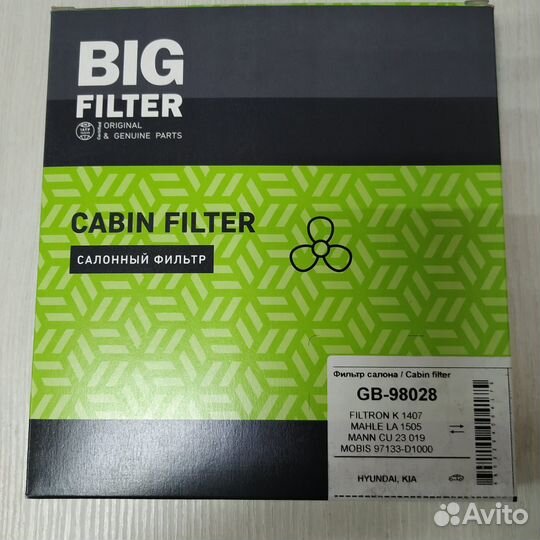 BIG
FILTER
ORIGINAL
& GENUINE PARTS
CABIN FILTER
САЛОННЫЙ ФИЛЬТР
Фильтр салона / Cabin filter
GB-98028
FILTRON K 1407
MAHLE LA 1505
MANN CU 23 019
MOBIS 97133-D1000
HYUNDAI, KIA
Avito